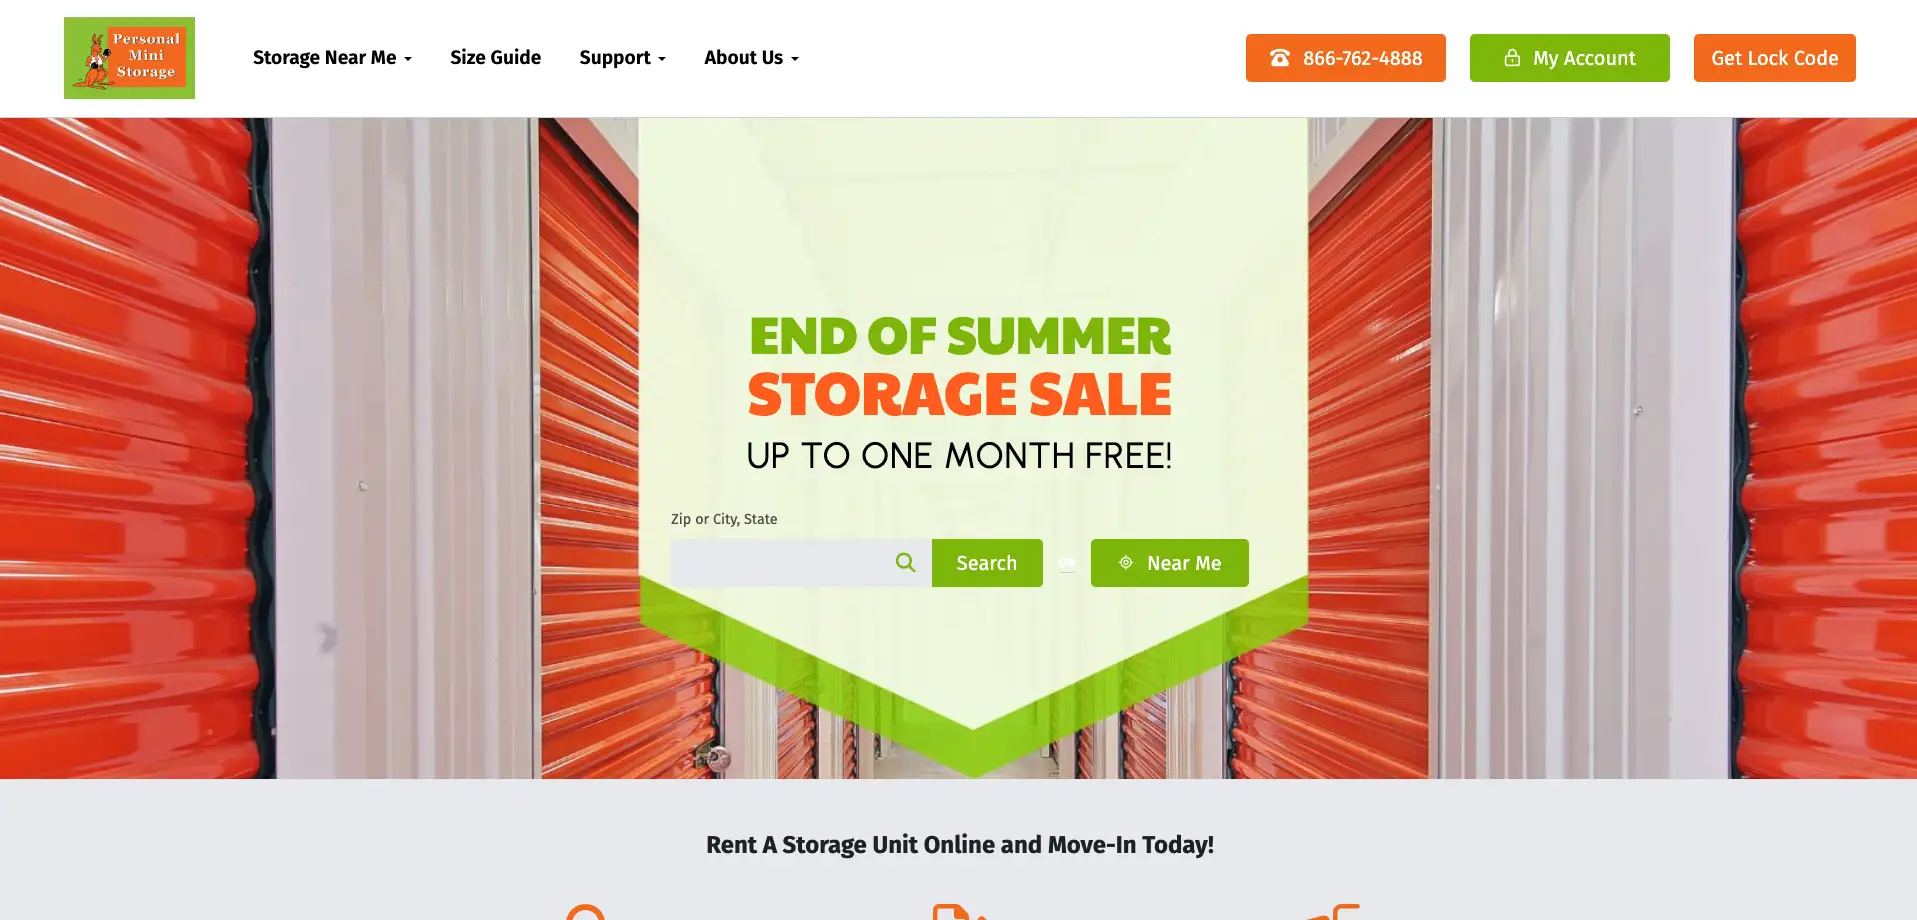 Personal
Mini
Storage
Storage Near Me
Size Guide
Support
About Us
866-762-4888
My Account
Get Lock Code
END OF SUMMER
STORAGE SALE
UP TO ONE MONTH FREE!
Zip or City, State
Search
OR
Near Me
Rent A Storage Unit Online and Move-In Today!